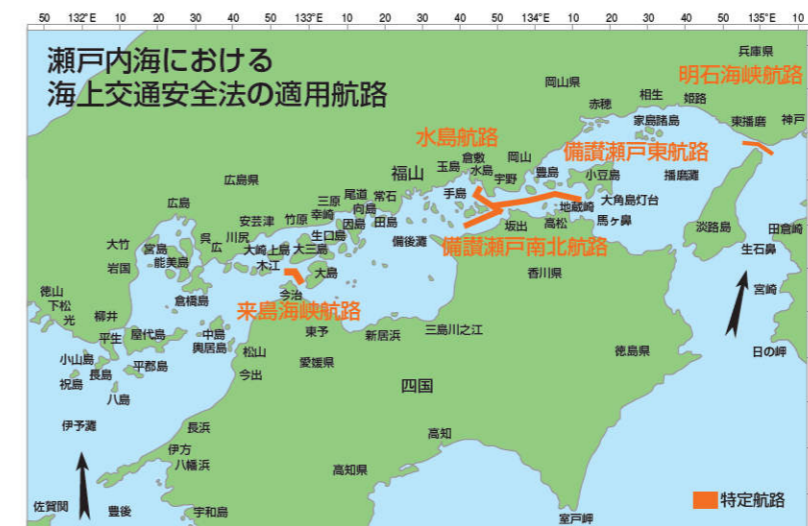 50 132°E 10 20 30 40 50 133°E 10 20 30 40 50 134°E 10 20 30 40 50 135°E 10
瀬戸内海における
海上交通安全法の適用航路
兵庫県
明石海峡航路
岡山県
相生
姫路
赤穂
家島諸島
東播磨
神戸
水島航路
備讃瀬戸東航路
倉敷
岡山
玉島
水島
宇野
豊島
小豆島
播磨灘
福山
手島
地蔵崎
大角鼻灯台
広島県
尾道
常石
三原
向島
田島
幸崎
因島
竹原
安芸津
生口島
備後灘
坂出
高松
馬ヶ鼻
備讃瀬戸南北航路
淡路島
田倉崎
広島
呉
川尻
広
大崎上島
大三島
大竹
宮島
能美島
木江
大島
岩国
香川県
生石鼻
宮崎
徳山
下松
光
倉橋島
今治
来島海峡航路
柳井
平生
屋代島
中島
興居島
東予
新居浜
三島川之江
小山島
長島
平郡島
松山
愛媛県
徳島県
日の岬
祝島
八島
今出
四国
伊予灘
長浜
高知
伊方
八幡浜
高知県
佐賀関
豊後
宇和島
室戸岬
特定航路